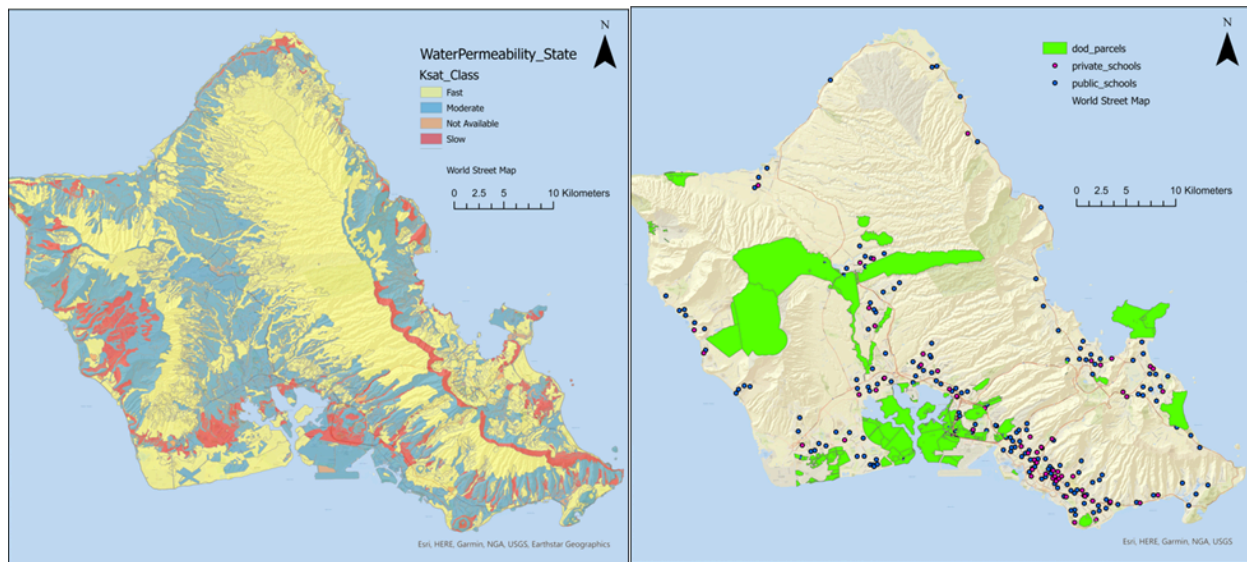 N
WaterPermeability_State
Ksat_Class
Fast
Moderate
Not Available
Slow
World Street Map
0 2.5 5 10 Kilometers
Esri, HERE, Garmin, NGA, USGS, Earthstar Geographics
N
dod_parcels
private_schools
public_schools
World Street Map
0 2.5 5 10 Kilometers
Esri, HERE, Garmin, NGA, USGS